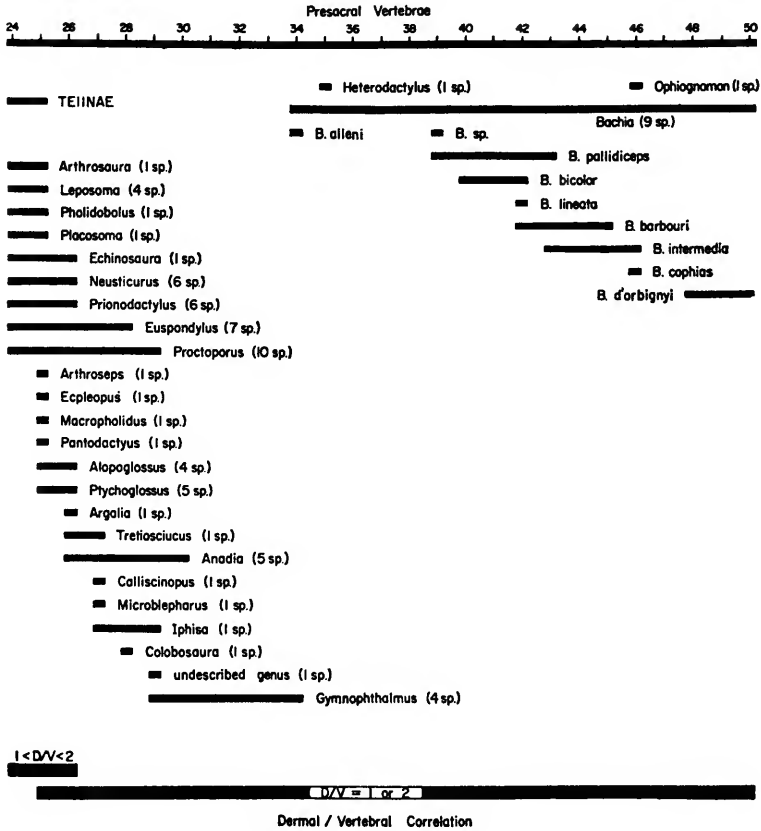 Presacral Vertebrae
24 26 28 30 32 34 36 38 40 42 44 46 48 50
Heterodactylus (1 sp.) Ophiognomon (1 sp)
TEIINAE
Bachia (9 sp.)
B. alleni B. sp.
B. pallidiceps
Arthrosaura (1 sp.)
B. bicolor
Leposoma (4 sp.)
B. lineata
Pholidobolus (1 sp.)
B. barbouri
Placosoma (1 sp.)
B. intermedia
Echinosaura (1 sp.)
B. cophias
Neusticurus (6 sp.)
B. d'orbignyi
Prionodactylus (6 sp.)
Euspondylus (7 sp.)
Proctoporus (10 sp.)
Arthroseps (1 sp.)
Ecpleopus (1 sp.)
Macropholidus (1 sp.)
Pantodactyus (1 sp.)
Alopoglossus (4 sp.)
Ptychoglossus (5 sp.)
Argalia (1 sp.)
Tretiosciucus (1 sp.)
Anadia (5 sp.)
Calliscinopus (1 sp.)
Microblepharus (1 sp.)
Iphisa (1 sp.)
Colobosaura (1 sp.)
undescribed genus (1 sp.)
Gymnophthalmus (4 sp.)
1 < D/V < 2
D/V = 1 or 2
Dermal / Vertebral Correlation